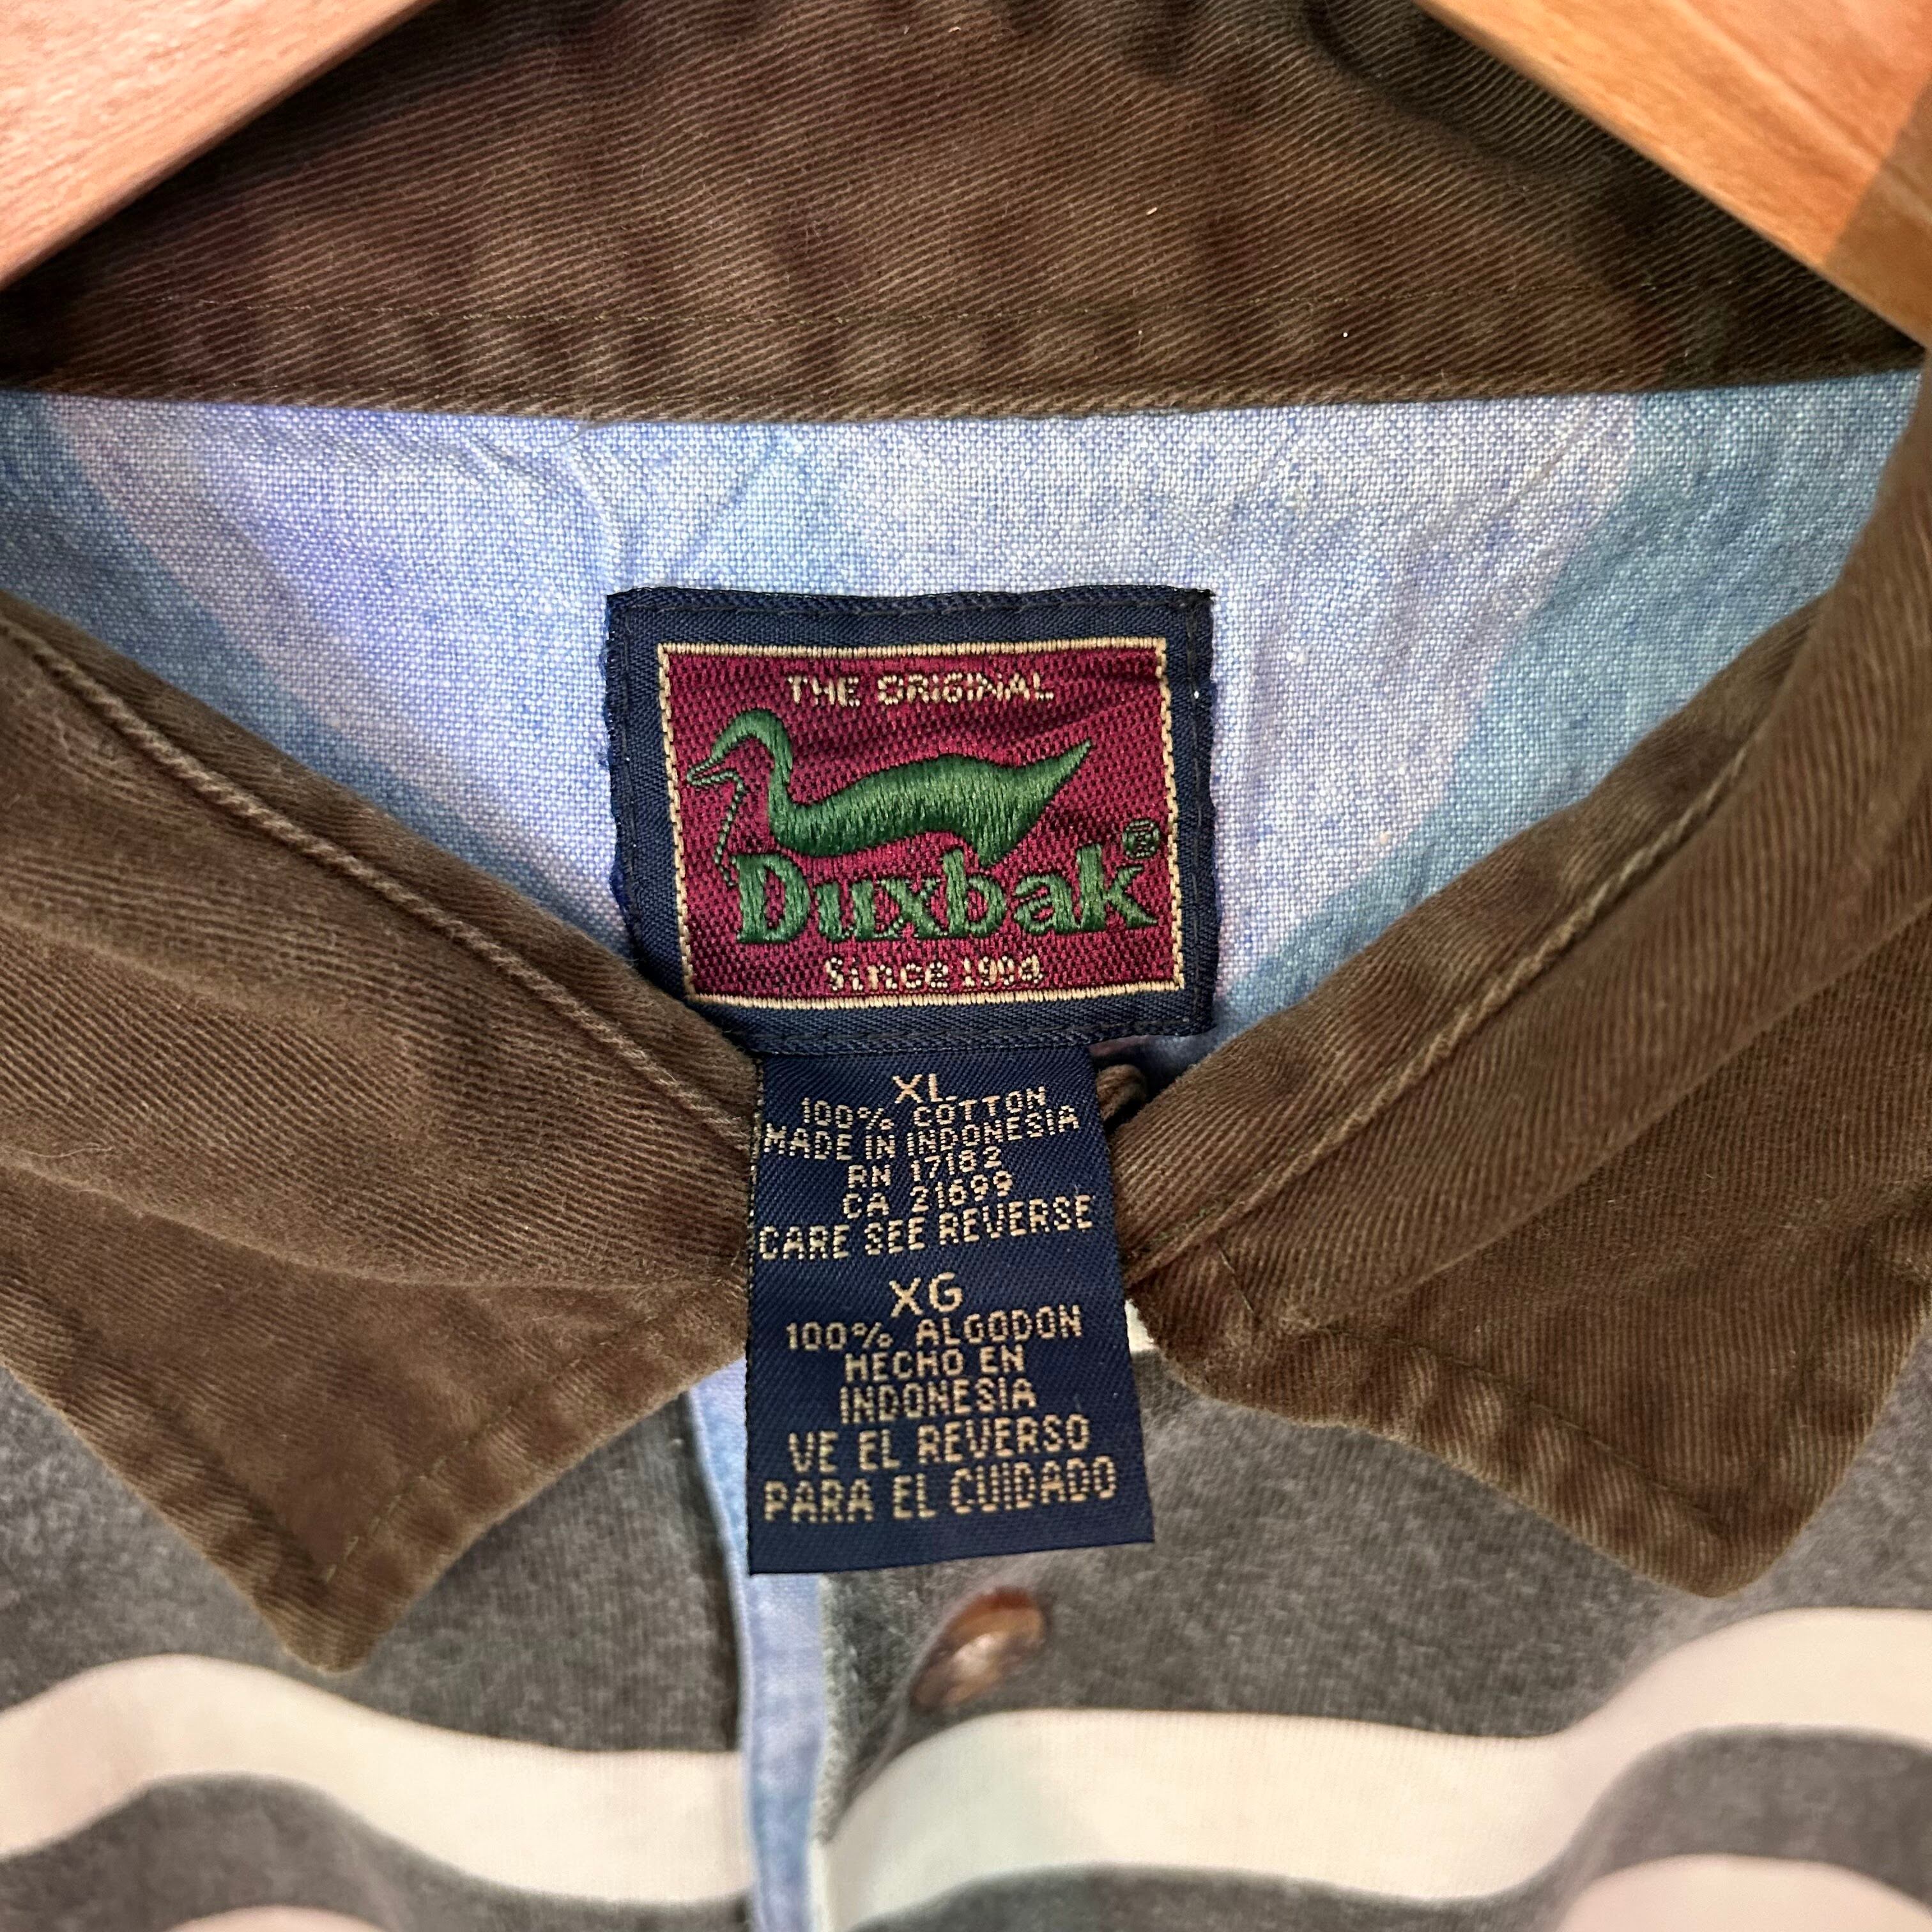 THE ORIGINAL
Duxbak®
Since 1904
XL
100% COTTON
MADE IN INDONESIA
RN 17182
CA 21699
CARE SEE REVERSE
XG
100% ALGODON
HECHO EN
INDONESIA
VE EL REVERSO
PARA EL CUIDADO